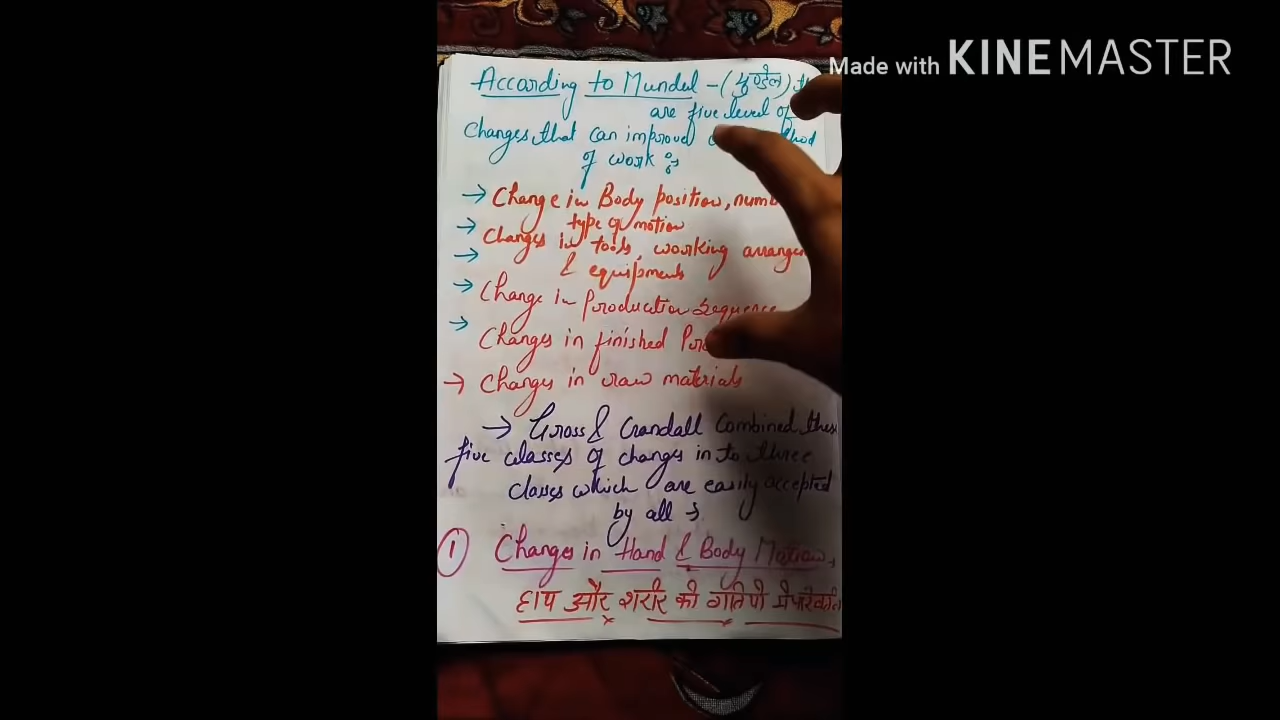 Made with KINEMASTER
According to Mundel - (मुण्डेल)
are five level of
Changes that can improved
of work :
→ Change in Body position,
type of motion
→ Changes in tools, working
→ & equipments
→ Change in Production Sequence
→ Changes in finished
→ Changes in raw materials
→ Gross & Crandall Combined these
five classes of changes in to three
classes which are easily accepted
by all →
① Changes in Hand & Body Motion,
हाथ और शरीर की गतियो मे परिवर्तन